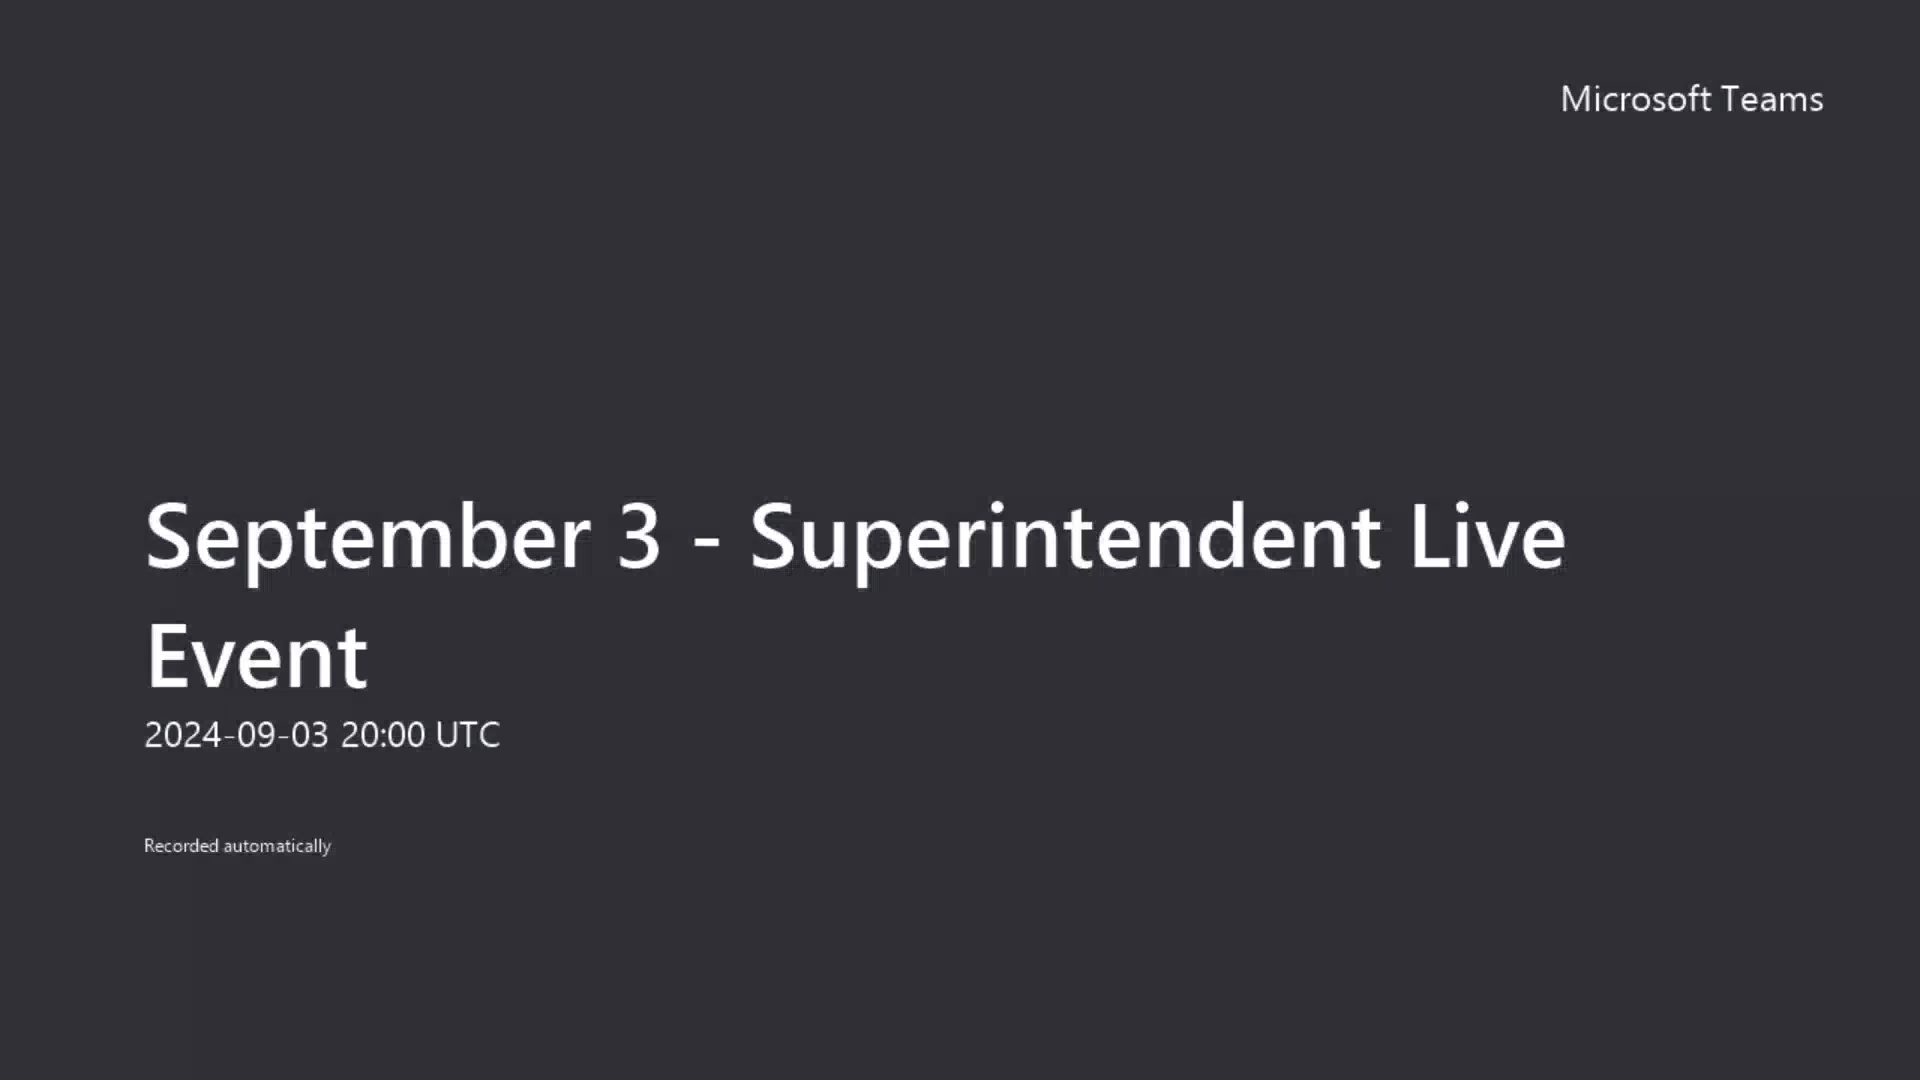 Microsoft Teams
September 3 - Superintendent Live
Event
2024-09-03 20:00 UTC
Recorded automatically